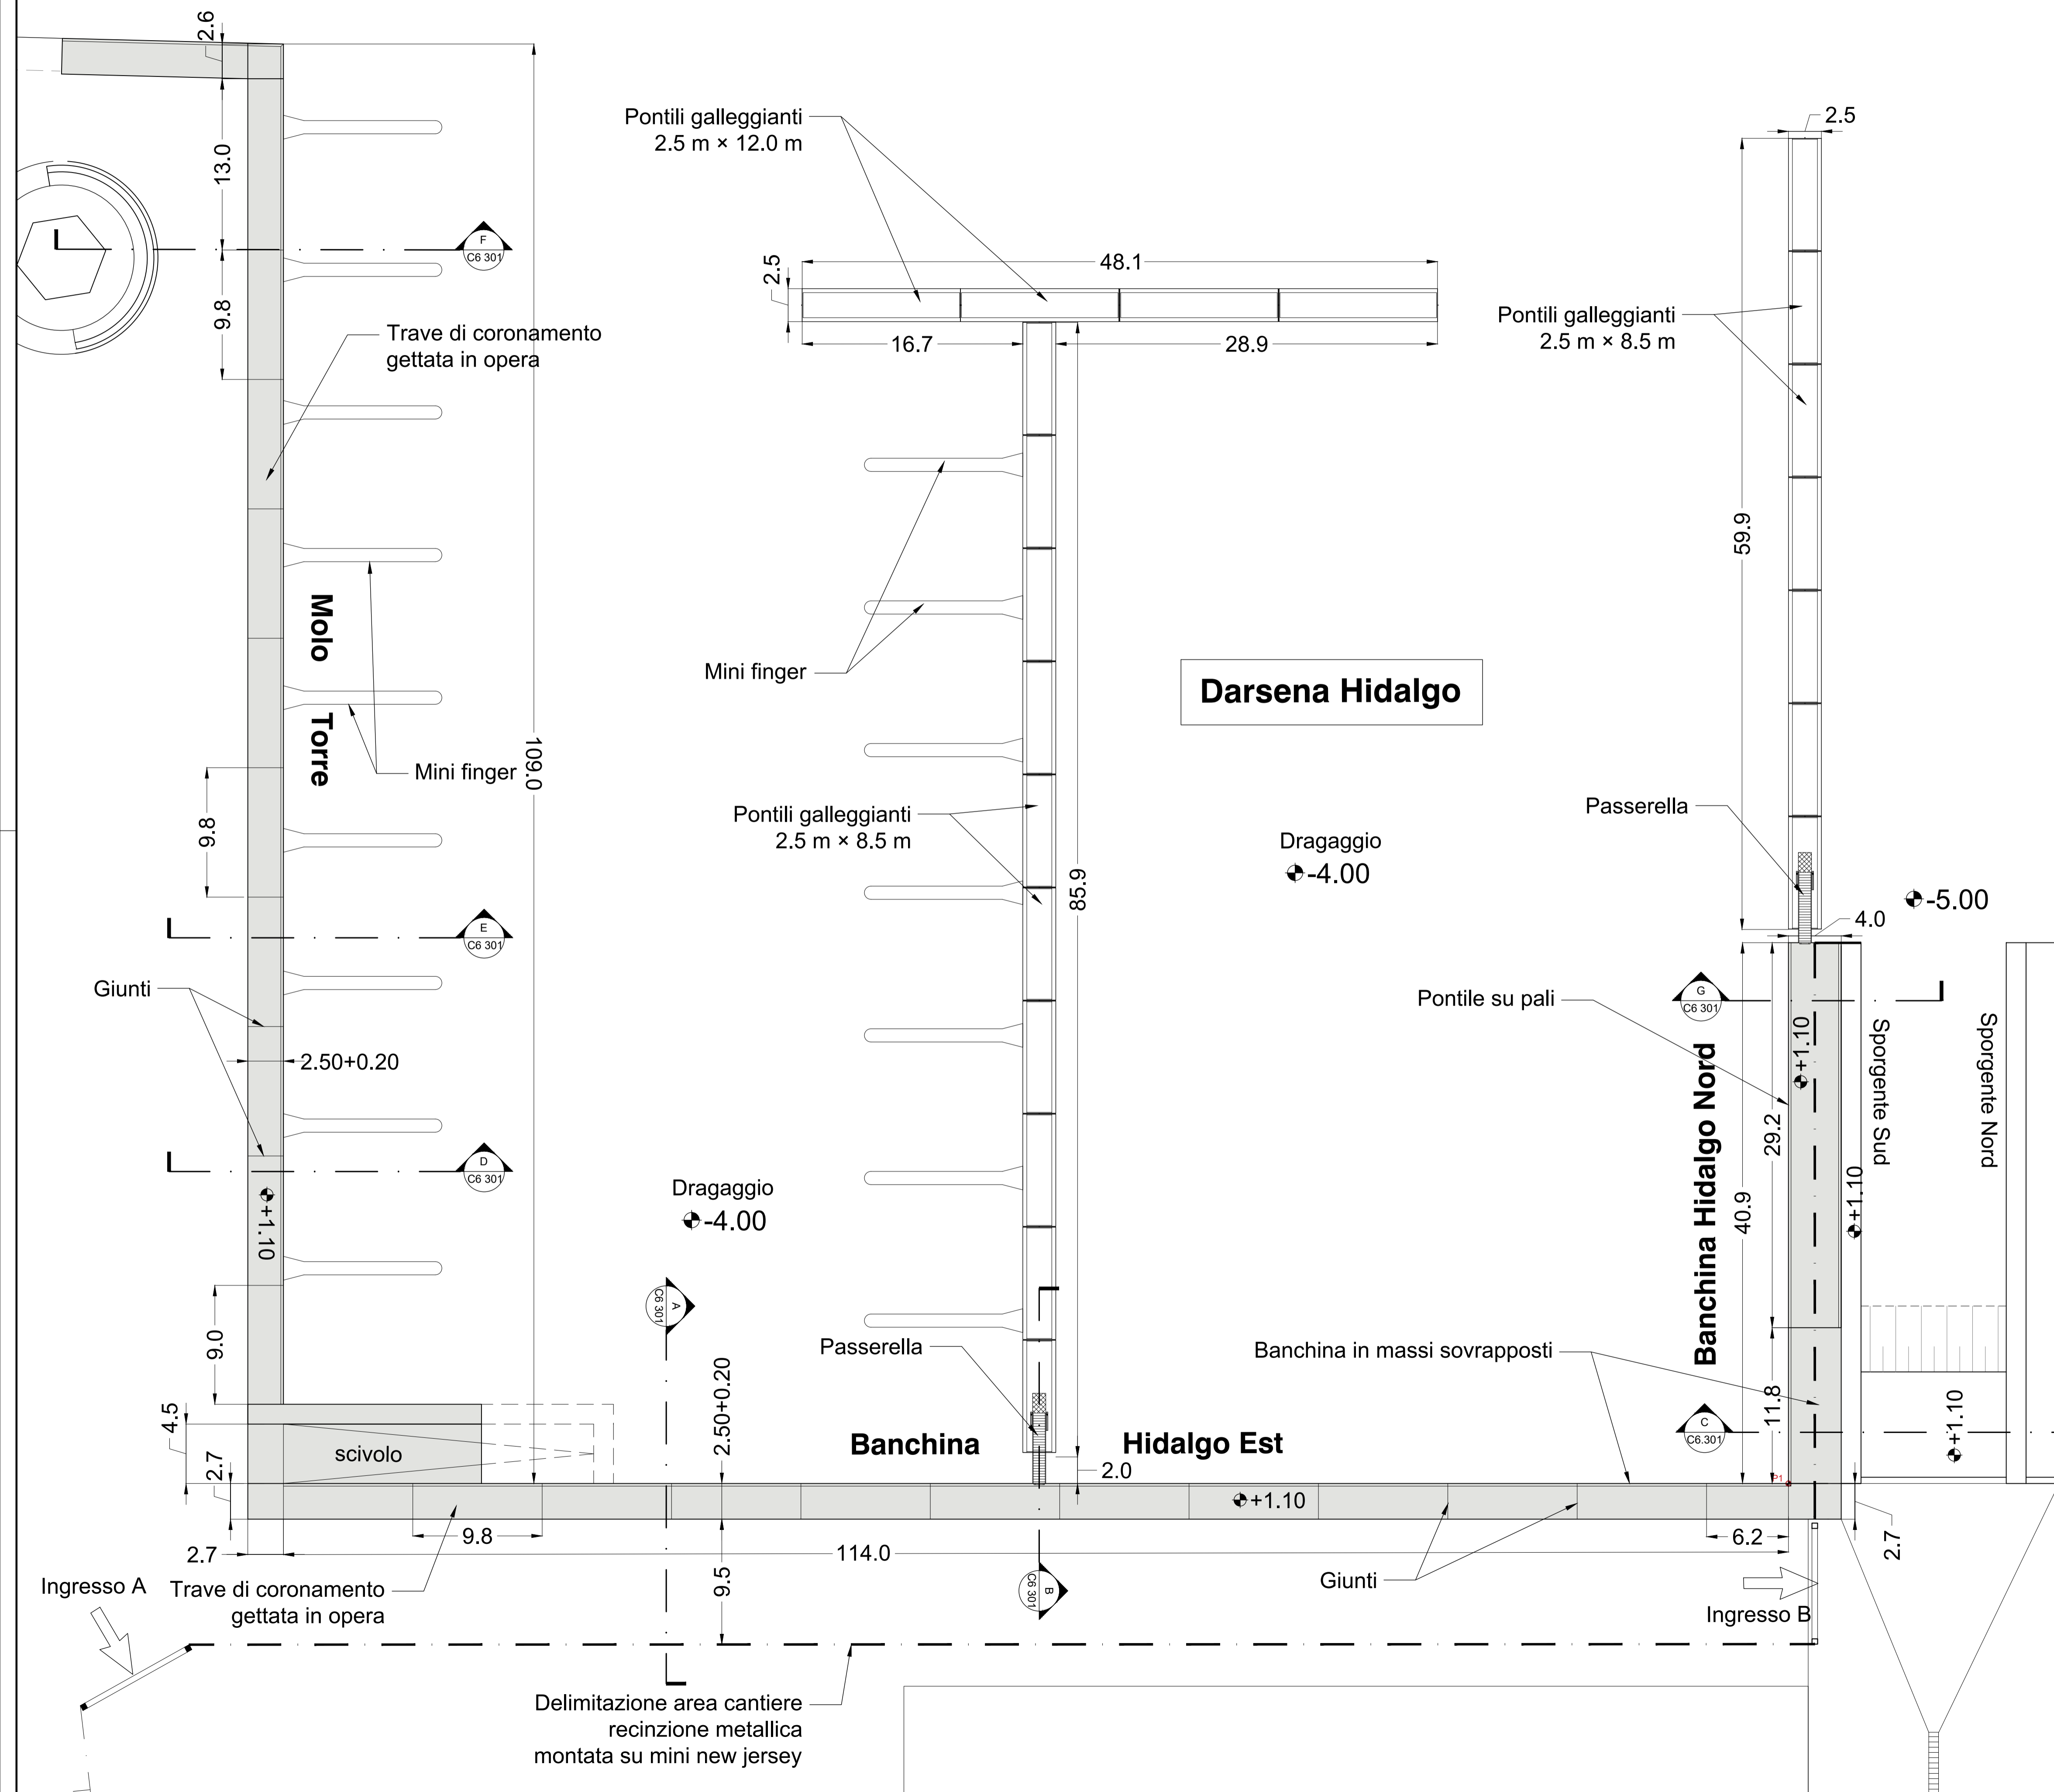 2.6
13.0
9.8
F
C6 301
Trave di coronamento
gettata in opera
Pontili galleggianti
2.5 m × 12.0 m
2.5
48.1
16.7
28.9
2.5
Pontili galleggianti
2.5 m × 8.5 m
59.9
Molo Torre
Mini finger
109.0
Mini finger
Darsena Hidalgo
9.8
Pontili galleggianti
2.5 m × 8.5 m
85.9
Dragaggio
-4.00
Passerella
-5.00
4.0
E
C6 301
Giunti
2.50+0.20
D
C6 301
+1.10
Pontile su pali
G
C6 301
+1.10
Banchina Hidalgo Nord
29.2
40.9
Sporgente Sud
Sporgente Nord
+1.10
Dragaggio
-4.00
A
C6 301
9.0
4.5
2.7
scivolo
2.50+0.20
Passerella
Banchina Hidalgo Est
2.0
Banchina in massi sovrapposti
11.8
C
C6.301
+1.10
P1
+1.10
9.8
6.2
2.7
2.7
114.0
9.5
B
C6 301
Giunti
Ingresso A
Trave di coronamento
gettata in opera
Ingresso B
Delimitazione area cantiere
recinzione metallica
montata su mini new jersey